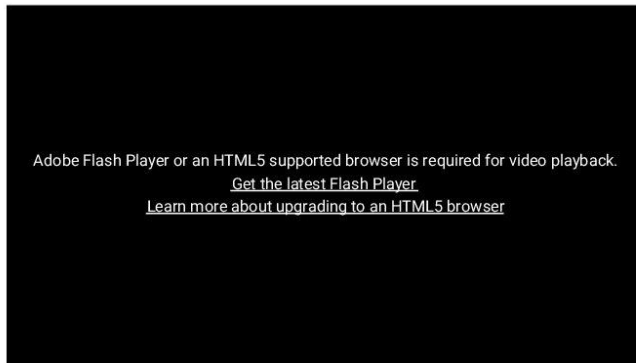 Adobe Flash Player or an HTML5 supported browser is required for video playback.
Get the latest Flash Player
Learn more about upgrading to an HTML5 browser